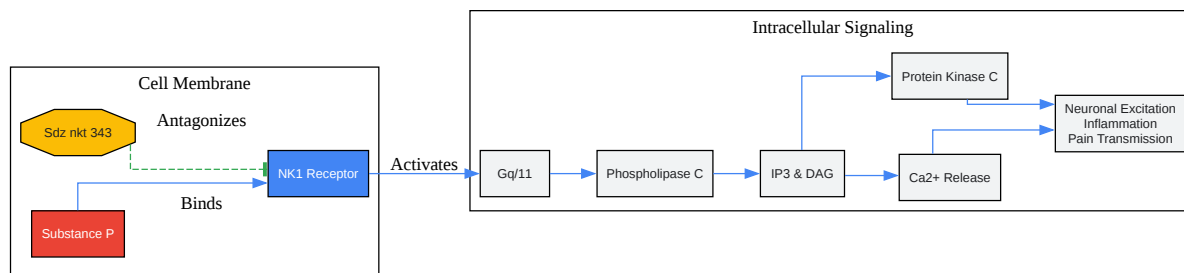 Intracellular Signaling
Cell Membrane
Sdz nkt 343
Antagonizes
NK1 Receptor
Binds
Substance P
Activates
Gq/11
Phospholipase C
IP3 & DAG
Protein Kinase C
Ca2+ Release
Neuronal Excitation
Inflammation
Pain Transmission